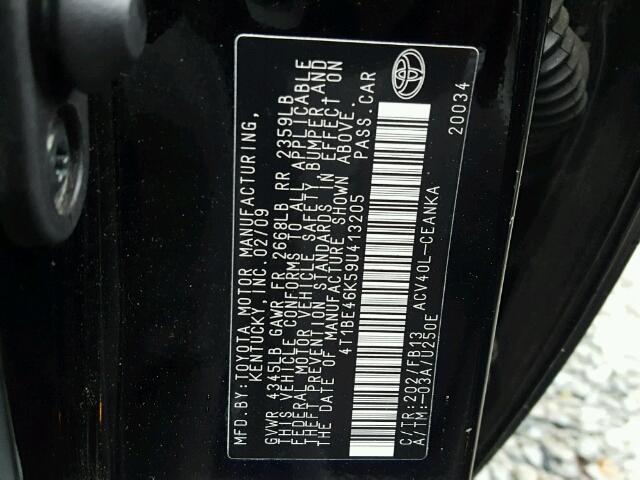 MFD BY: TOYOTA MOTOR MANUFACTURING,
KENTUCKY, INC. 02/09
GVWR 4345LB GAWR FR 2668LB RR 2359LB
THIS VEHICLE CONFORMS TO ALL APPLICABLE
FEDERAL MOTOR VEHICLE SAFETY, BUMPER, AND
THEFT PREVENTION STANDARDS IN EFFECT ON
THE DATE OF MANUFACTURE SHOWN ABOVE
PASS. CAR
4T1BE46K59U413205
C/TR: 202/FB13 ACV40L-CEANKA
A/TM: -03A/U250E
20034